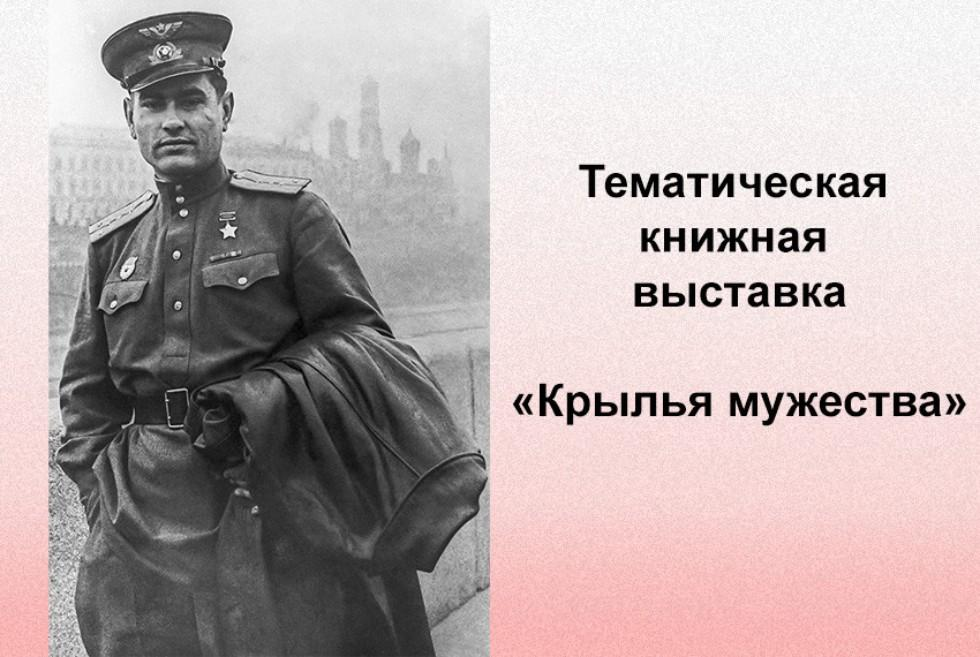 Тематическая
книжная
выставка
«Крылья мужества»